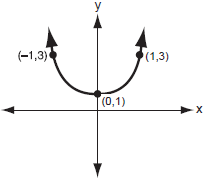 y
(–1,3)
(1,3)
(0,1)
x